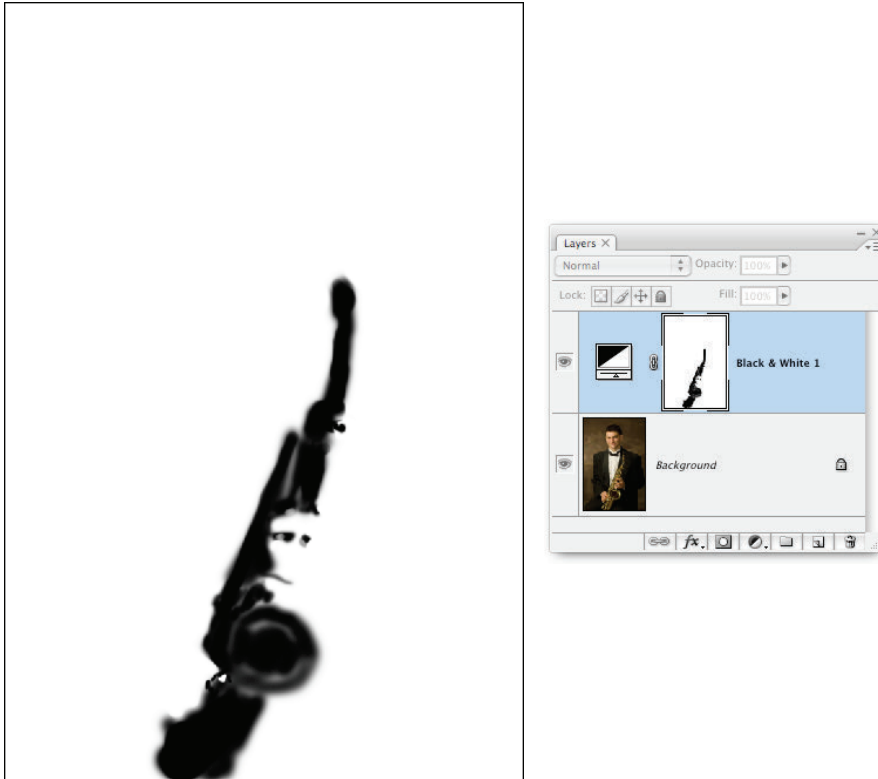 Layers ×
Normal Opacity: 100%
Lock: Fill: 100%
Black & White 1
Background
fx.